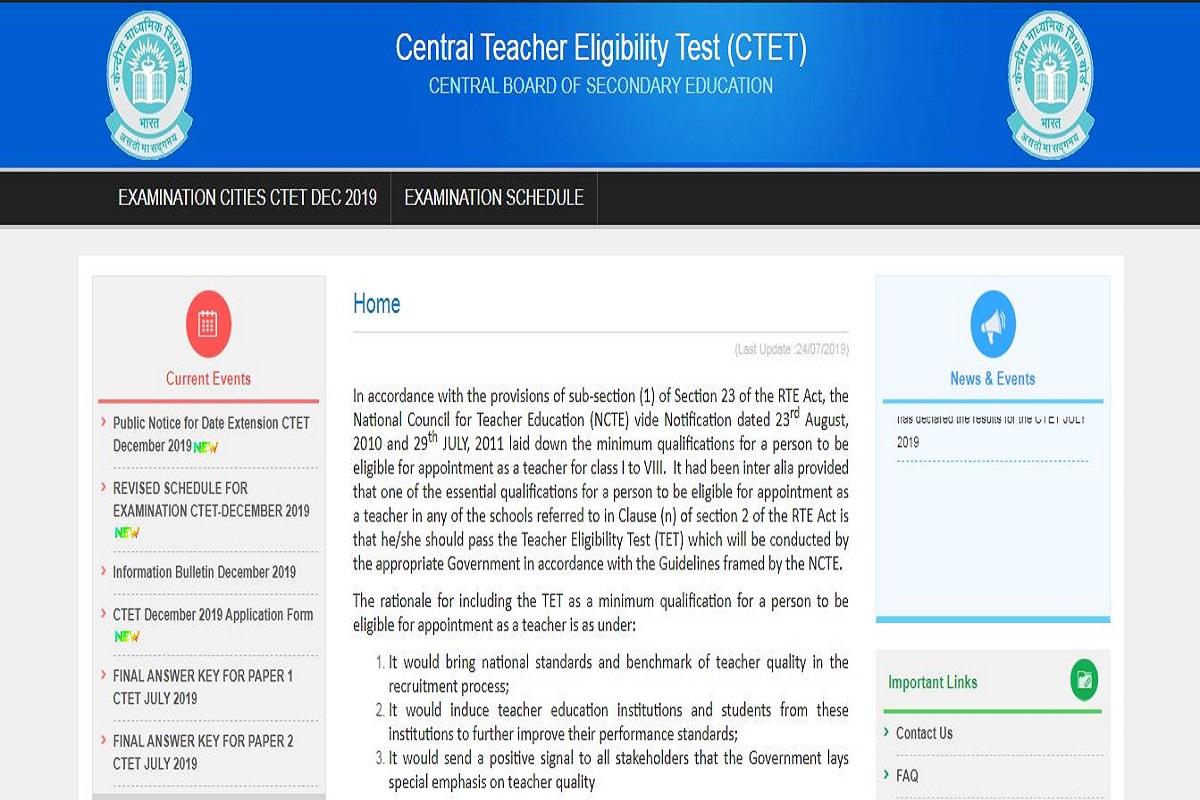 केन्द्रीय माध्यमिक शिक्षा बोर्ड
भारत
असतो मा सद्गमय
Central Teacher Eligibility Test (CTET)
CENTRAL BOARD OF SECONDARY EDUCATION
केन्द्रीय माध्यमिक शिक्षा बोर्ड
भारत
असतो मा सद्गमय
EXAMINATION CITIES CTET DEC 2019
EXAMINATION SCHEDULE
Current Events
Public Notice for Date Extension CTET
December 2019 NEW
REVISED SCHEDULE FOR
EXAMINATION CTET-DECEMBER 2019
NEW
Information Bulletin December 2019
CTET December 2019 Application Form
NEW
FINAL ANSWER KEY FOR PAPER 1
CTET JULY 2019
FINAL ANSWER KEY FOR PAPER 2
CTET JULY 2019
Home
(Last Update :24/07/2019)
In accordance with the provisions of sub-section (1) of Section 23 of the RTE Act, the
National Council for Teacher Education (NCTE) vide Notification dated 23rd August,
2010 and 29th JULY, 2011 laid down the minimum qualifications for a person to be
eligible for appointment as a teacher for class I to VIII. It had been inter alia provided
that one of the essential qualifications for a person to be eligible for appointment as
a teacher in any of the schools referred to in Clause (n) of section 2 of the RTE Act is
that he/she should pass the Teacher Eligibility Test (TET) which will be conducted by
the appropriate Government in accordance with the Guidelines framed by the NCTE.
The rationale for including the TET as a minimum qualification for a person to be
eligible for appointment as a teacher is as under:
1. It would bring national standards and benchmark of teacher quality in the
recruitment process;
2. It would induce teacher education institutions and students from these
institutions to further improve their performance standards;
3. It would send a positive signal to all stakeholders that the Government lays
special emphasis on teacher quality
News & Events
has declared the results for the CTET JULY
2019
Important Links
Contact Us
FAQ